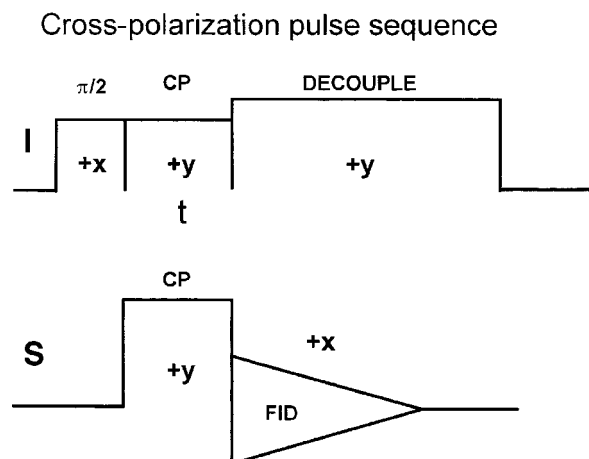 Cross-polarization pulse sequence
π/2 CP DECOUPLE
I +x +y +y
t
CP
S +y +x
FID